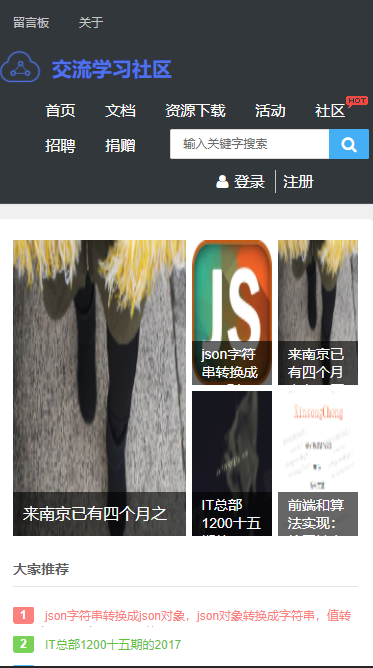 留言板 关于
交流学习社区
首页 文档 资源下载 活动 社区 HOT
招聘 捐赠 输入关键字搜索
登录 注册
JS
json字符
串转换成
来南京已
有四个月
来南京已有四个月之
IT总部
1200十五
XinsongCheng
前端和算
法实现：
大家推荐
1 json字符串转换成json对象，json对象转换成字符串，值转
2 IT总部1200十五期的2017